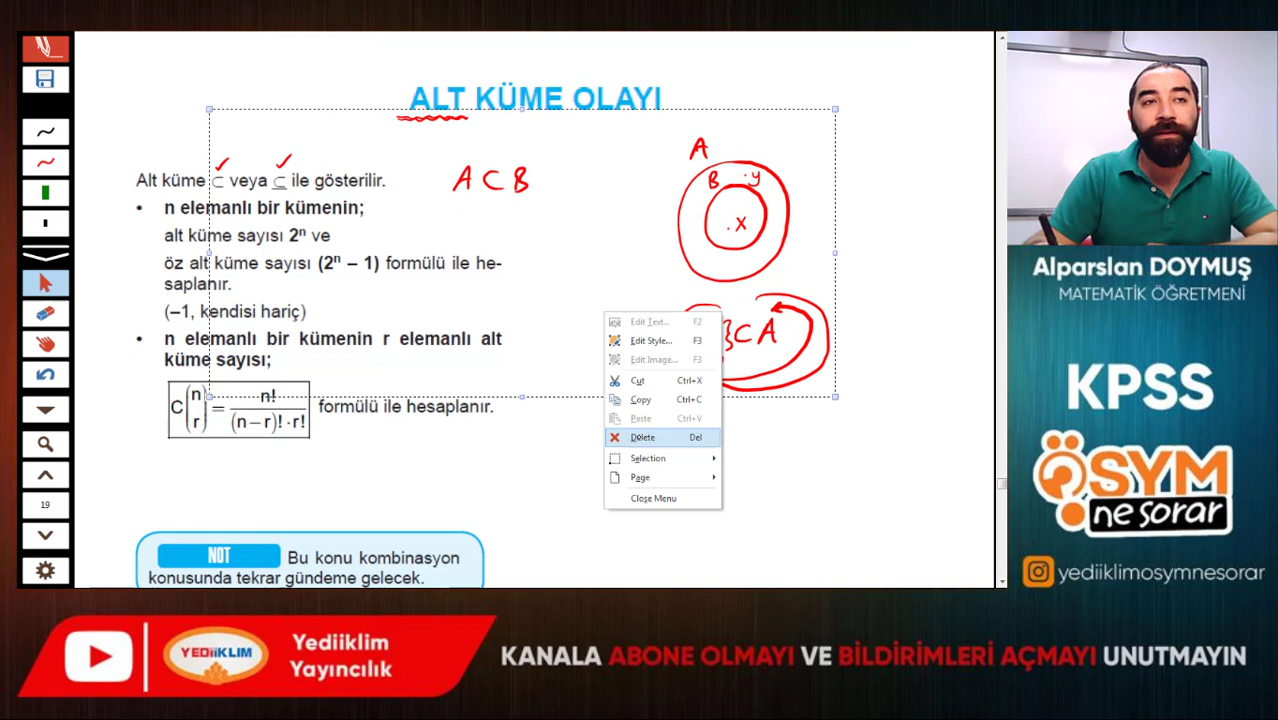 ALT KÜME OLAYI
Alt küme ⊂ veya ⊆ ile gösterilir.
A ⊂ B
• n elemanlı bir kümenin;
alt küme sayısı 2ⁿ ve
öz alt küme sayısı (2ⁿ – 1) formülü ile he-
saplanır.
(–1, kendisi hariç)
• n elemanlı bir kümenin r elemanlı alt
küme sayısı;
C(n r) = n! / (n – r)! · r! formülü ile hesaplanır.
NOT Bu konu kombinasyon
konusunda tekrar gündeme gelecek.
A
B . y
. x
} ⊂ A
Edit Text... F2
Edit Style... F3
Edit Image... F3
Cut Ctrl+X
Copy Ctrl+C
Paste Ctrl+V
Delete Del
Selection
Page
Close Menu
19
Alparslan DOYMUŞ
MATEMATİK ÖĞRETMENİ
KPSS
ÖSYM
ne sorar
yediiklimosymnesorar
YEDİİKLİM
Yediiklim
Yayıncılık
KANALA ABONE OLMAYI VE BİLDİRİMLERİ AÇMAYI UNUTMAYIN